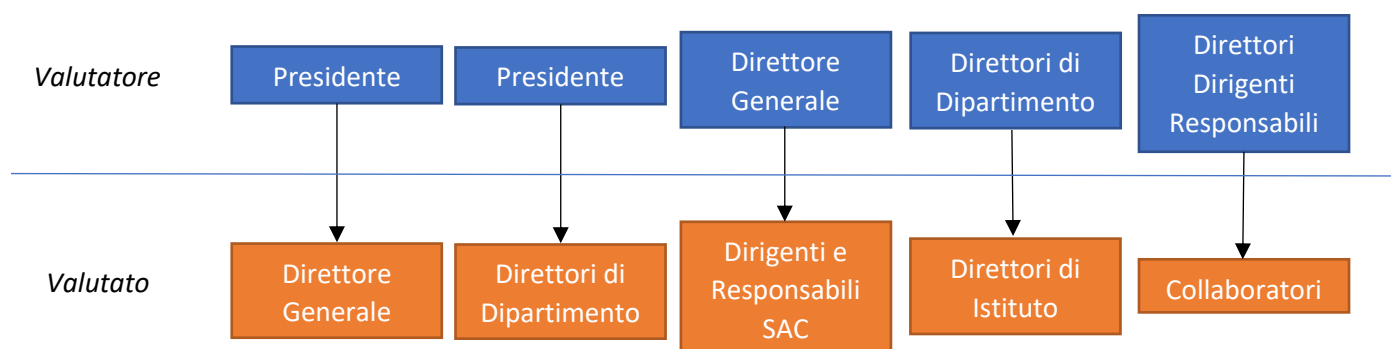 Valutatore
Presidente
Presidente
Direttore
Generale
Direttori di
Dipartimento
Direttori
Dirigenti
Responsabili
Valutato
Direttore
Generale
Direttori di
Dipartimento
Dirigenti e
Responsabili
SAC
Direttori di
Istituto
Collaboratori